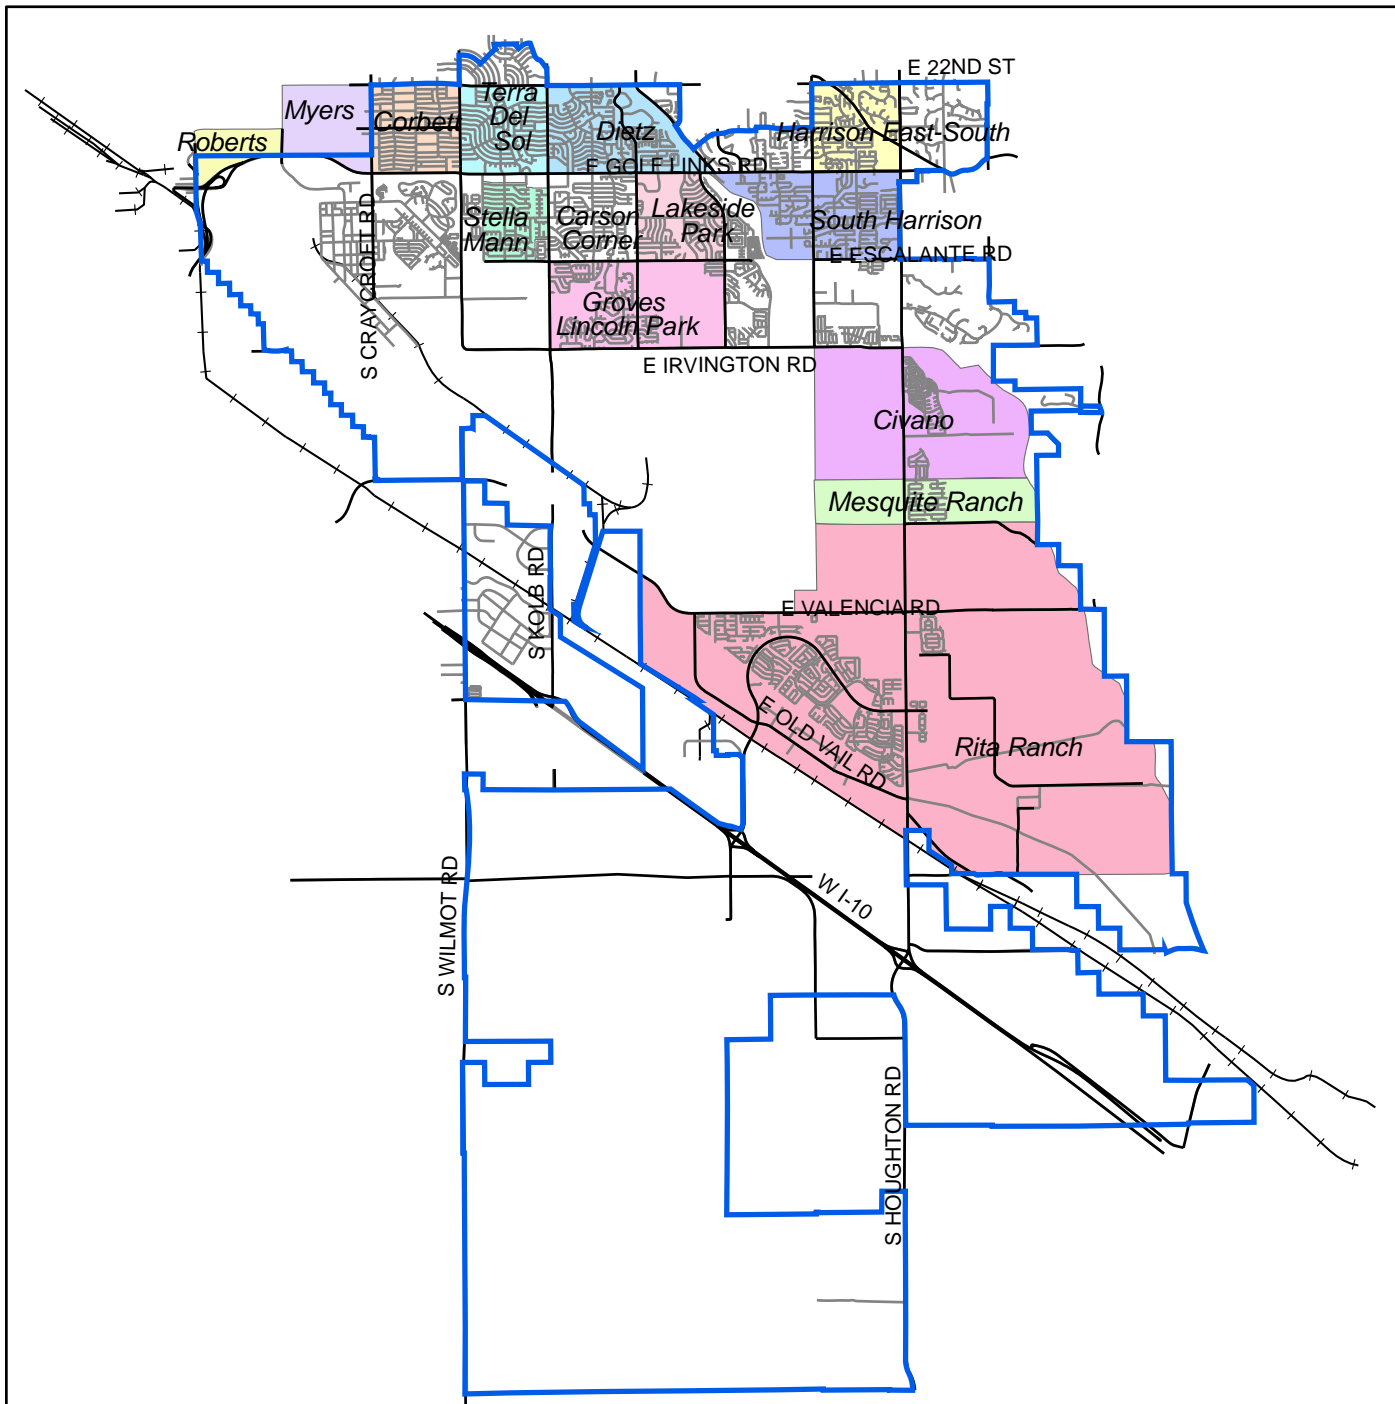 E 22ND ST
Myers
Corbett
Terra
Del
Sol
Dietz
Harrison East-South
Roberts
E GOLF LINKS RD
Stella
Mann
Carson
Corner
Lakeside
Park
South Harrison
E ESCALANTE RD
S CRAYCROFT RD
Groves
Lincoln Park
E IRVINGTON RD
Civano
Mesquite Ranch
S KOLB RD
E VALENCIA RD
E OLD VAIL RD
Rita Ranch
S WILMOT RD
W I-10
S HOUGHTON RD